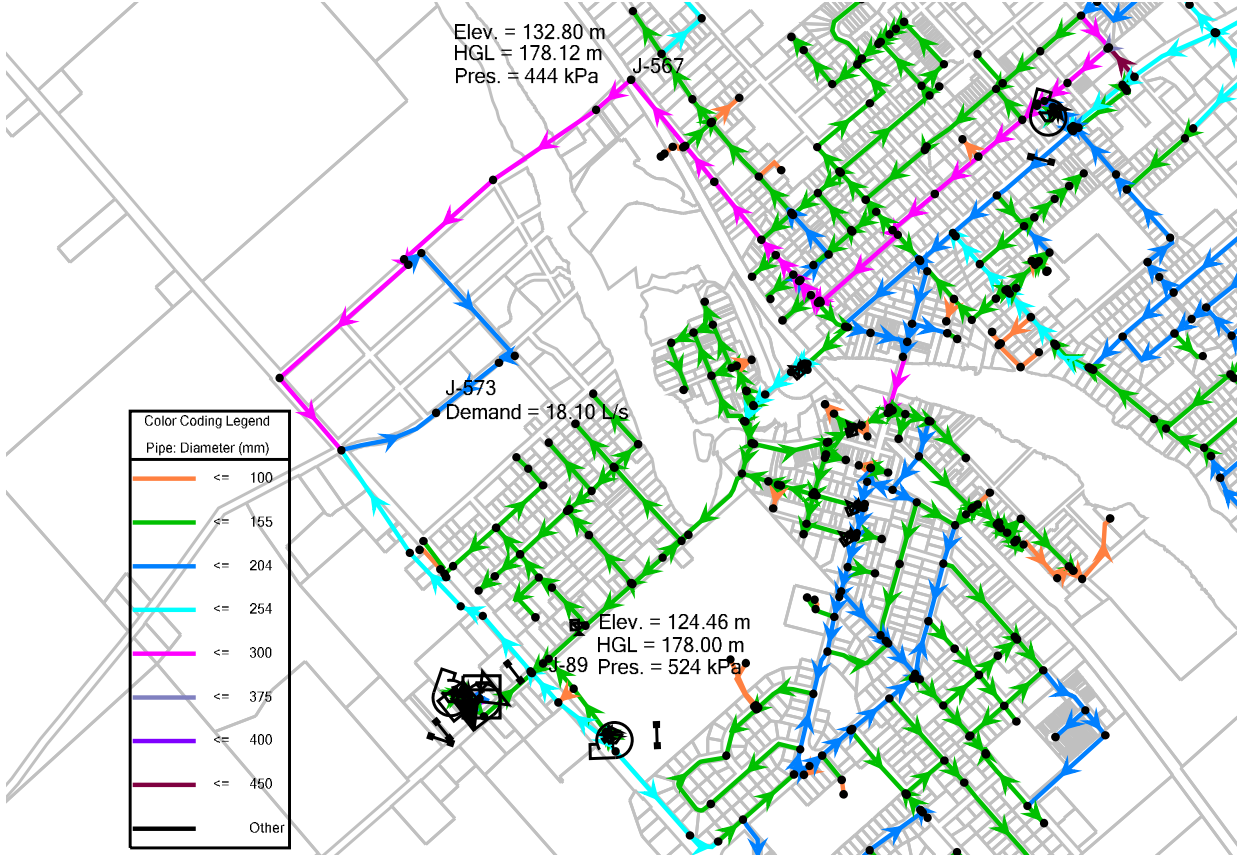 Elev. = 132.80 m
HGL = 178.12 m
Pres. = 444 kPa
J-567
J-573
Demand = 18.10 L/s
Color Coding Legend
Pipe: Diameter (mm)
<= 100
<= 155
<= 204
<= 254
<= 300
<= 375
<= 400
<= 450
Other
Elev. = 124.46 m
HGL = 178.00 m
J-89 Pres. = 524 kPa